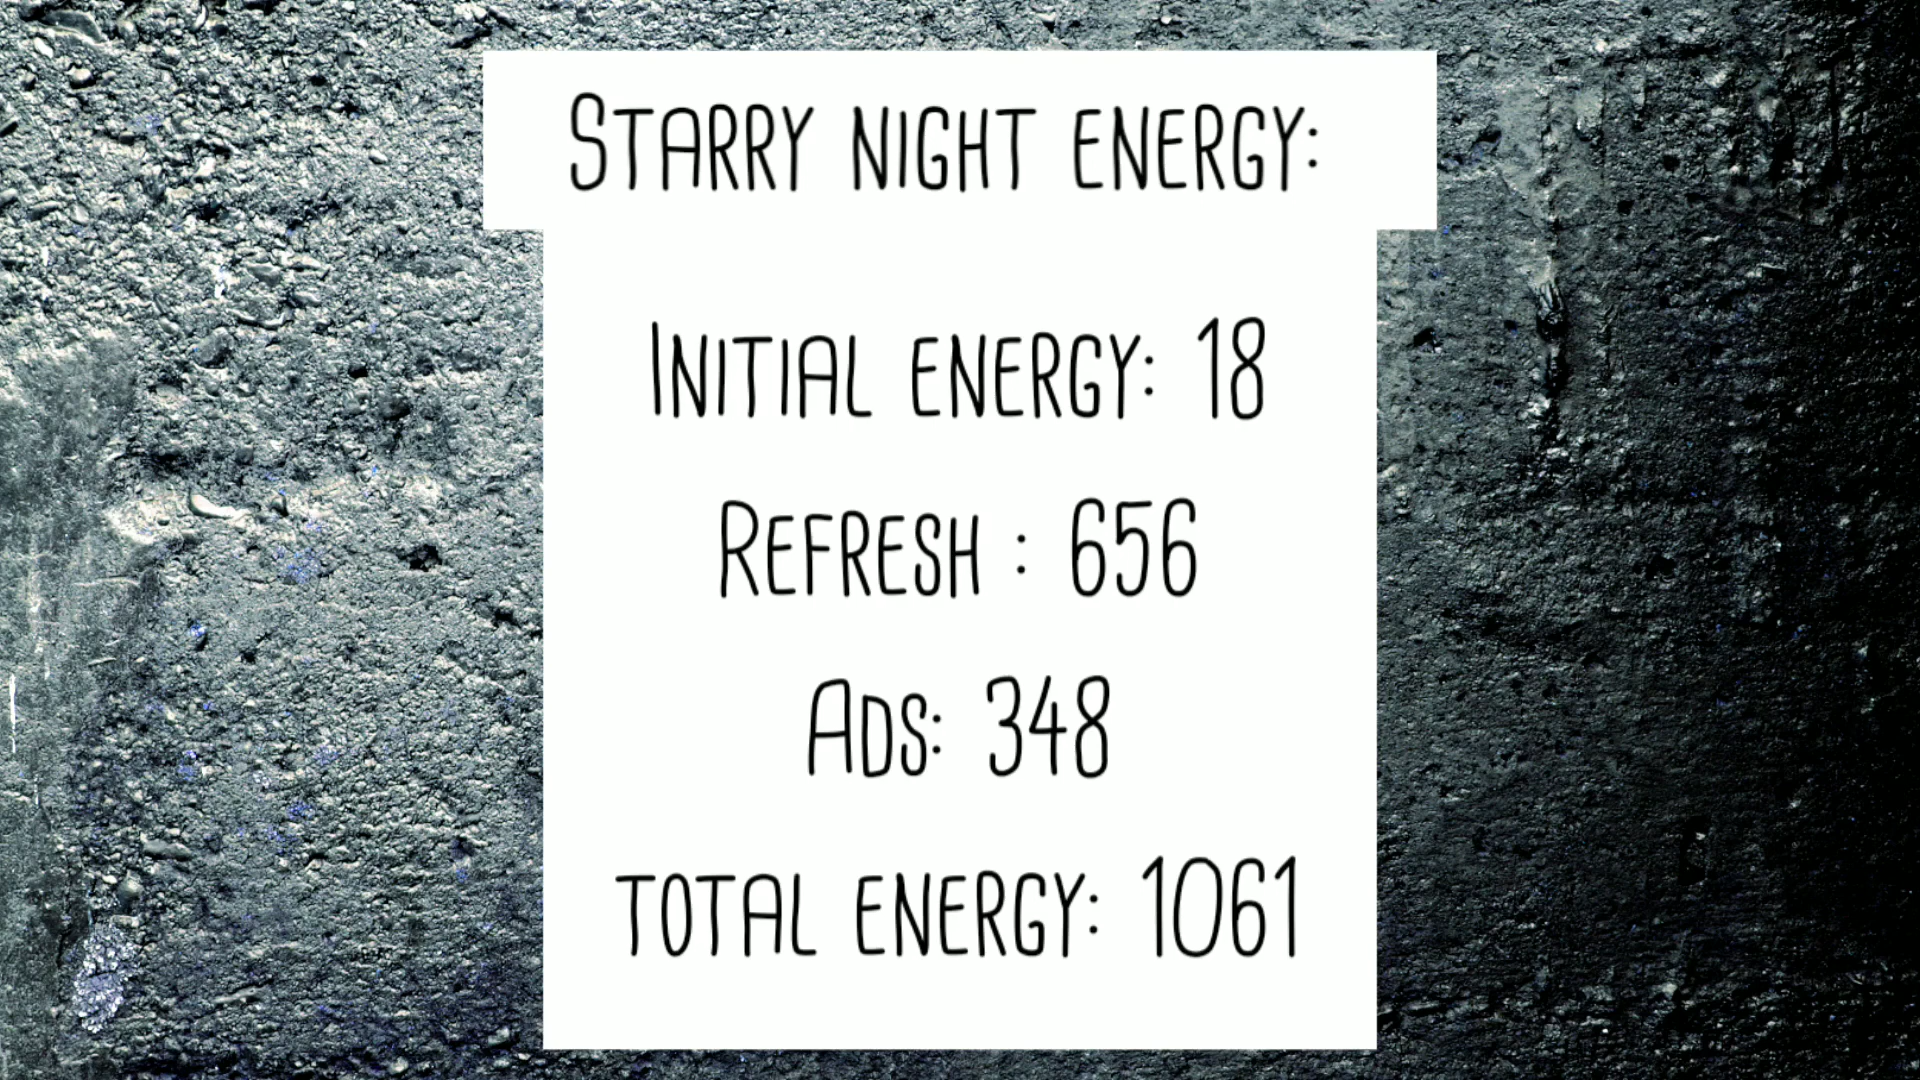 Starry night energy:
Initial energy: 18
Refresh : 656
Ads: 348
total energy: 1061